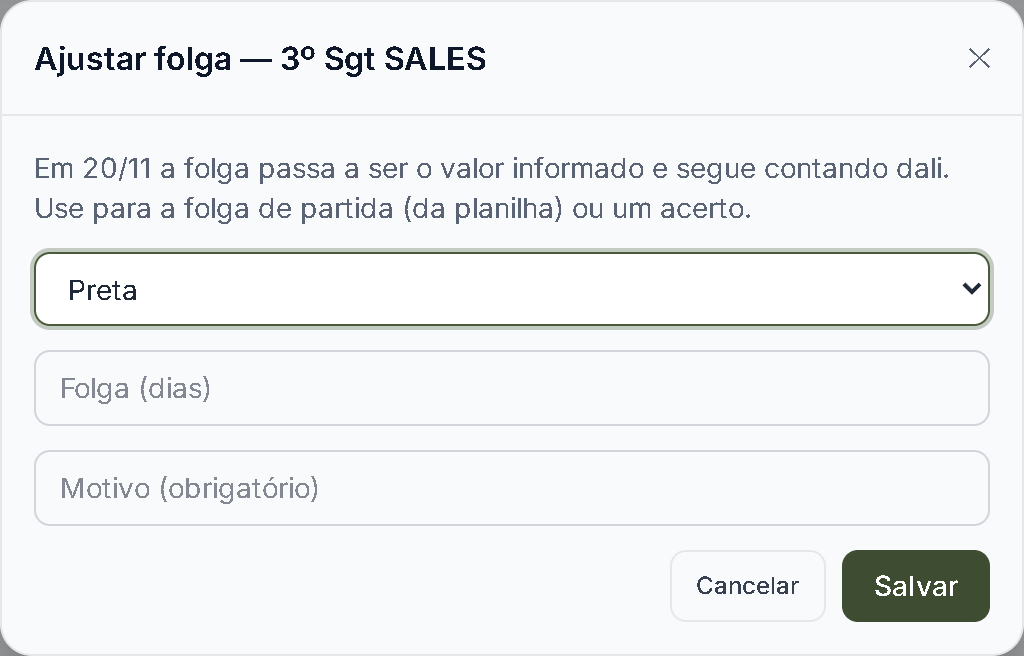 Ajustar folga — 3º Sgt SALES
Em 20/11 a folga passa a ser o valor informado e segue contando dali.
Use para a folga de partida (da planilha) ou um acerto.
Preta
Folga (dias)
Motivo (obrigatório)
Cancelar
Salvar